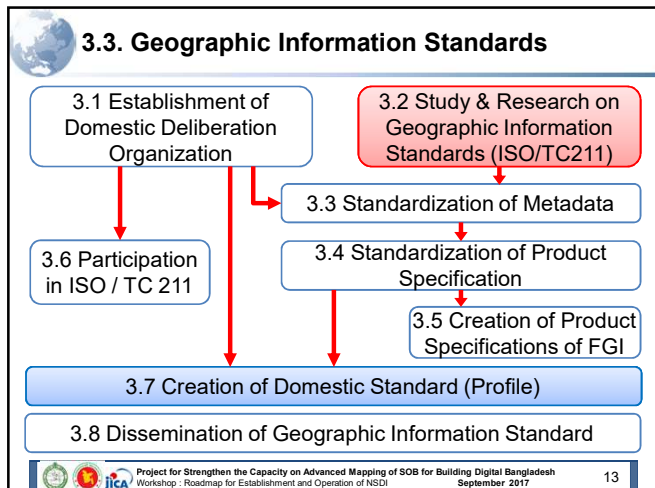 3.3. Geographic Information Standards
3.1 Establishment of
Domestic Deliberation
Organization
3.2 Study & Research on
Geographic Information
Standards (ISO/TC211)
3.3 Standardization of Metadata
3.6 Participation
in ISO / TC 211
3.4 Standardization of Product
Specification
3.5 Creation of Product
Specifications of FGI
3.7 Creation of Domestic Standard (Profile)
3.8 Dissemination of Geographic Information Standard
jica
Project for Strengthen the Capacity on Advanced Mapping of SOB for Building Digital Bangladesh
Workshop : Roadmap for Establishment and Operation of NSDI September 2017
13